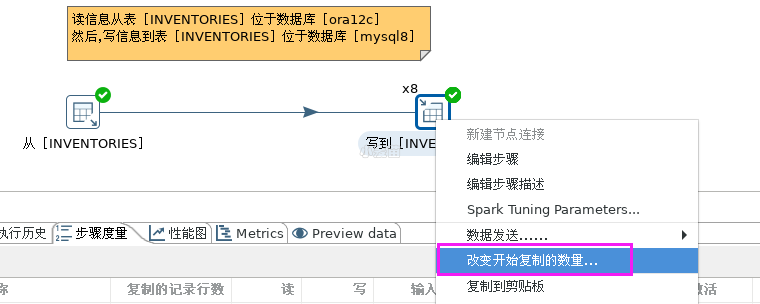 读信息从表 [INVENTORIES] 位于数据库 [ora12c]
然后,写信息到表 [INVENTORIES] 位于数据库 [mysql8]
x8
从 [INVENTORIES]
写到 [INVE
新建节点连接
编辑步骤
编辑步骤描述
Spark Tuning Parameters...
数据发送......
改变开始复制的数量...
复制到剪贴板
执行历史 步骤度量 性能图 Metrics Preview data
称 复制的记录行数 读 写 输入 激活